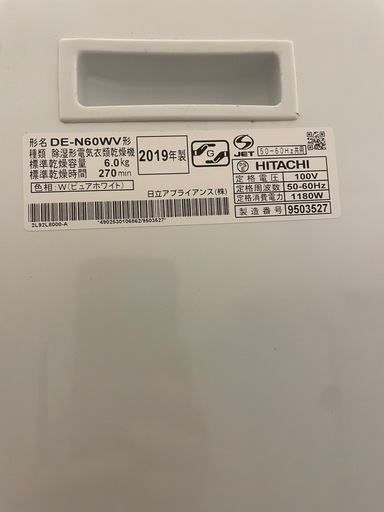 形名 DE-N60WV形
種類 除湿形電気衣類乾燥機
標準乾燥容量 6.0kg
標準乾燥時間 270min
色相:W(ピュアホワイト)
2019年製
G
S JET
50-60Hz共用
HITACHI
定格電圧 100V
定格周波数 50-60Hz
定格消費電力 1180W
製造番号 9503527
日立アプライアンス(株)
2L92L8000-A
*4902530106862/9503527*